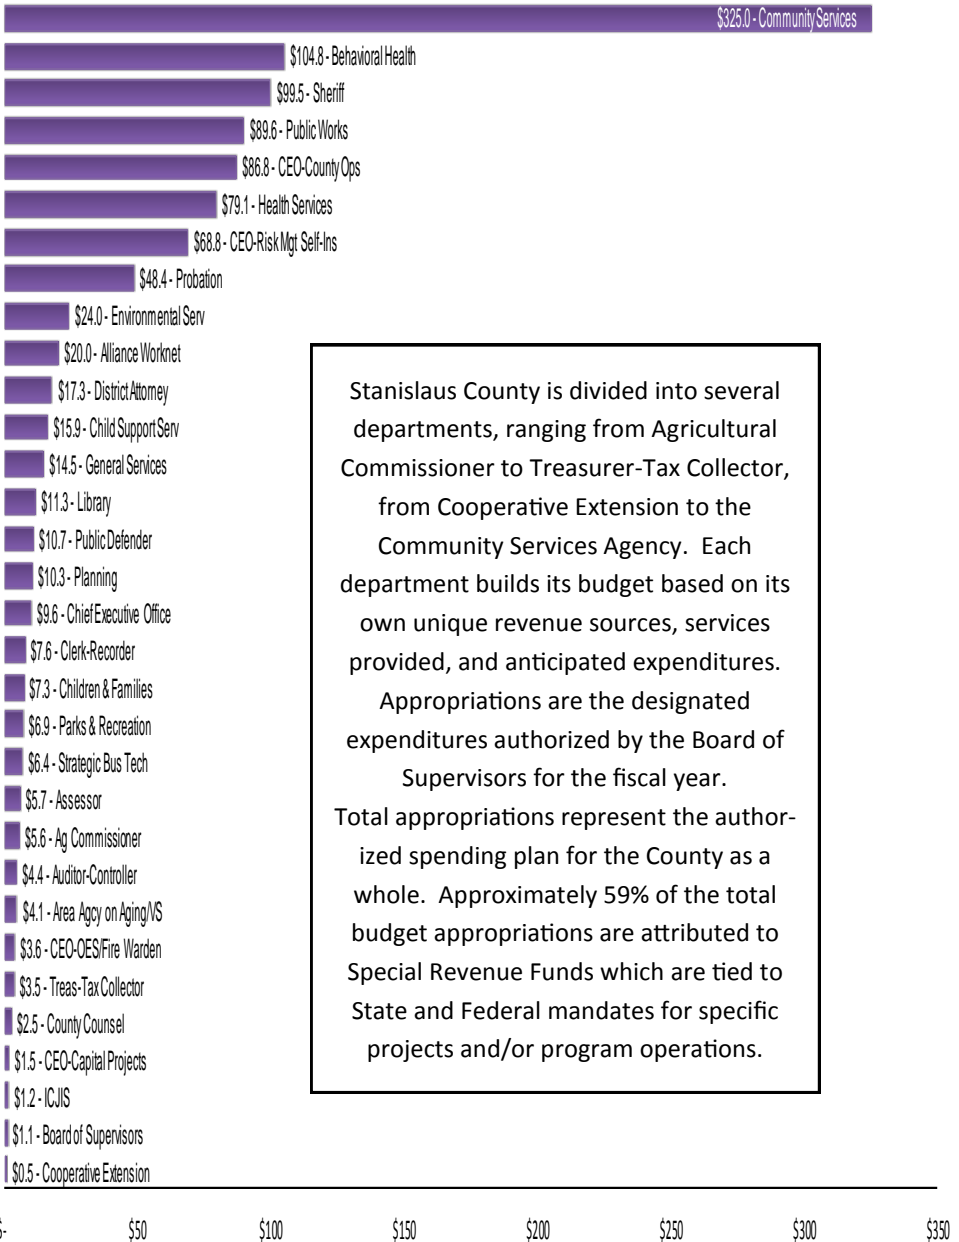 $325.0 - Community Services
$104.8 - Behavioral Health
$99.5 - Sheriff
$89.6 - Public Works
$86.8 - CEO-County Ops
$79.1 - Health Services
$68.8 - CEO-Risk Mgt Self-Ins
$48.4 - Probation
$24.0 - Environmental Serv
$20.0 - Alliance Worknet
$17.3 - District Attorney
$15.9 - Child Support Serv
$14.5 - General Services
$11.3 - Library
$10.7 - Public Defender
$10.3 - Planning
$9.6 - Chief Executive Office
$7.6 - Clerk-Recorder
$7.3 - Children & Families
$6.9 - Parks & Recreation
$6.4 - Strategic Bus Tech
$5.7 - Assessor
$5.6 - Ag Commissioner
$4.4 - Auditor-Controller
$4.1 - Area Agcy on Aging/VS
$3.6 - CEO-OES/Fire Warden
$3.5 - Treas-Tax Collector
$2.5 - County Counsel
$1.5 - CEO-Capital Projects
$1.2 - ICJIS
$1.1 - Board of Supervisors
$0.5 - Cooperative Extension
Stanislaus County is divided into several
departments, ranging from Agricultural
Commissioner to Treasurer-Tax Collector,
from Cooperative Extension to the
Community Services Agency.  Each
department builds its budget based on its
own unique revenue sources, services
provided, and anticipated expenditures.
Appropriations are the designated
expenditures authorized by the Board of
Supervisors for the fiscal year.
Total appropriations represent the author-
ized spending plan for the County as a
whole.  Approximately 59% of the total
budget appropriations are attributed to
Special Revenue Funds which are tied to
State and Federal mandates for specific
projects and/or program operations.
$- $50 $100 $150 $200 $250 $300 $350